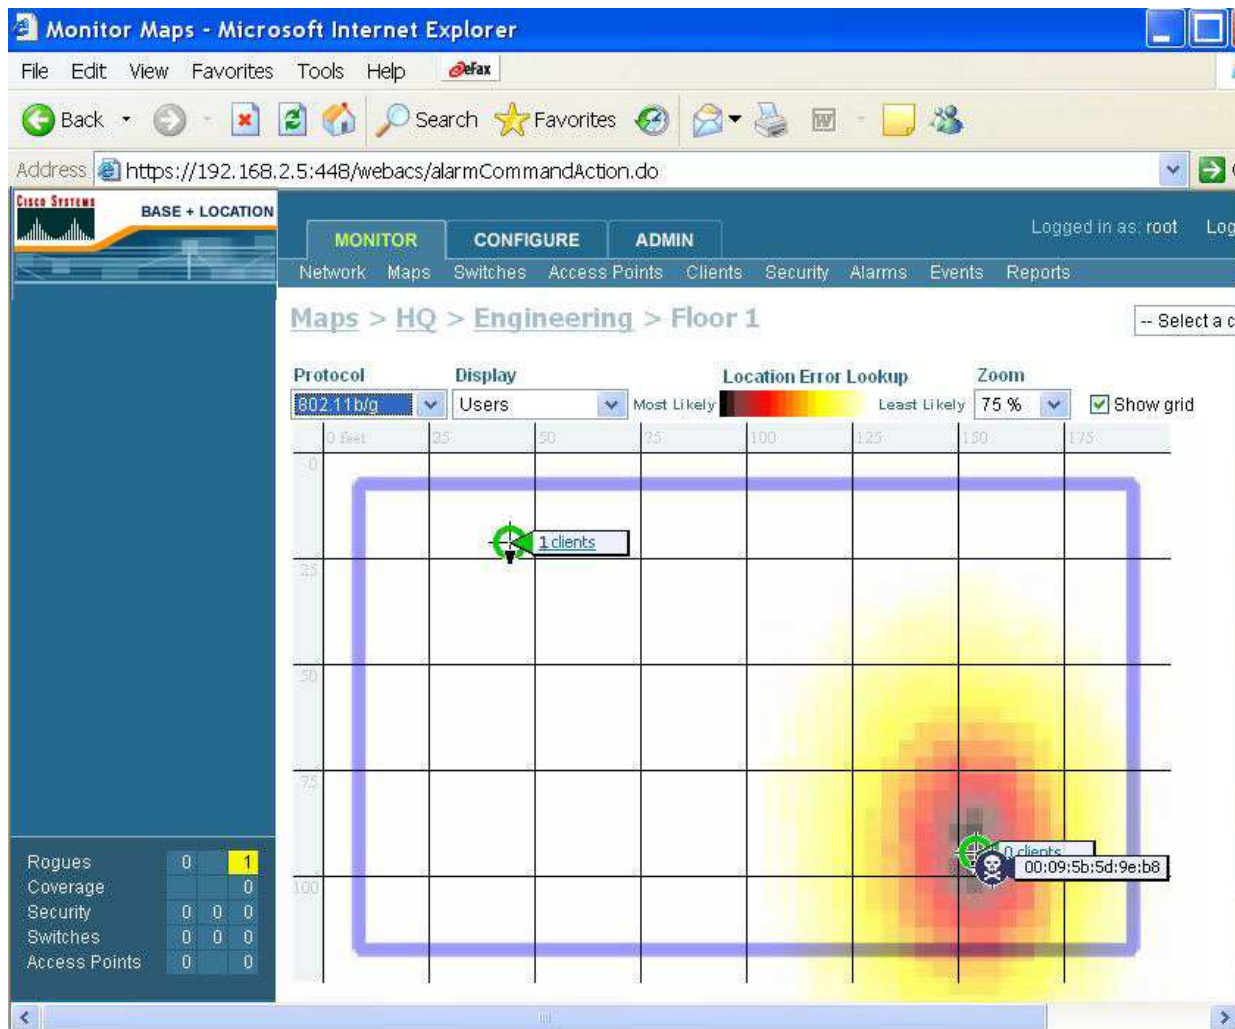 Monitor Maps - Microsoft Internet Explorer
File Edit View Favorites Tools Help eFax
Back Search Favorites
Address https://192.168.2.5:448/webacs/alarmCommandAction.do
CISCO SYSTEMS
BASE + LOCATION
Logged in as: root Log
MONITOR CONFIGURE ADMIN
Network Maps Switches Access Points Clients Security Alarms Events Reports
Maps > HQ > Engineering > Floor 1
-- Select a c
Protocol Display Location Error Lookup Zoom
802.11b/g Users Most Likely Least Likely 75 % Show grid
0 feet 25 50 75 100 125 150 175
0
1 clients
25
50
75
0 clients
00:09:5b:5d:9e:b8
100
Rogues 0 1
Coverage 0
Security 0 0 0
Switches 0 0 0
Access Points 0 0